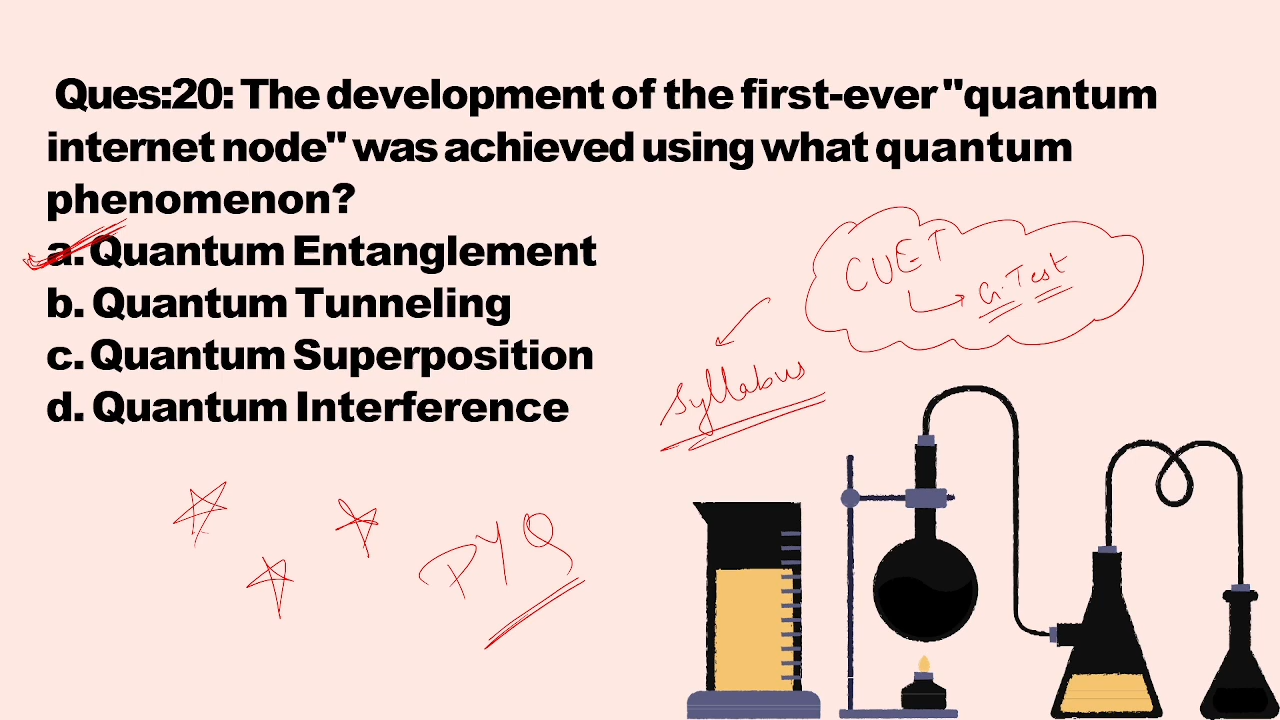 Ques:20: The development of the first-ever "quantum
internet node" was achieved using what quantum
phenomenon?
a. Quantum Entanglement
b. Quantum Tunneling
c. Quantum Superposition
d. Quantum Interference
CUET
G.Test
Syllabus
PYQ